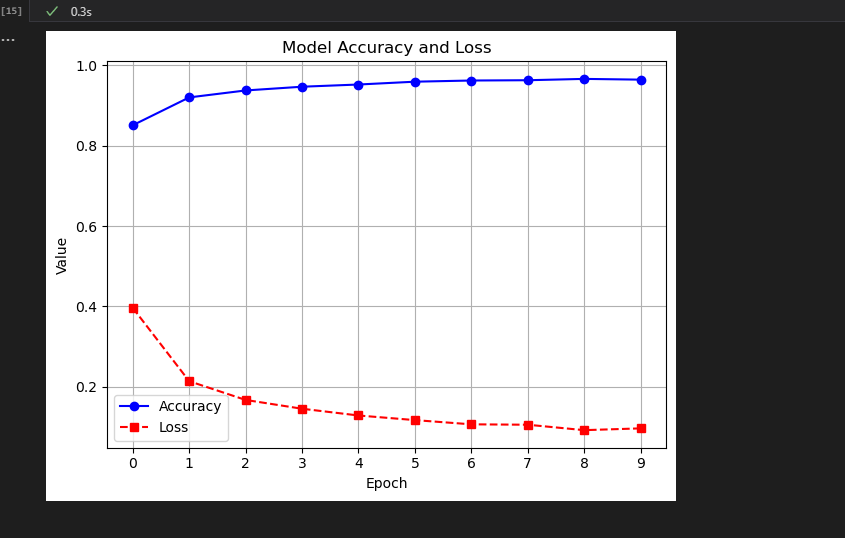 [15]
0.3s
...
Model Accuracy and Loss
1.0
0.8
0.6
0.4
0.2
Value
Accuracy
Loss
0 1 2 3 4 5 6 7 8 9
Epoch